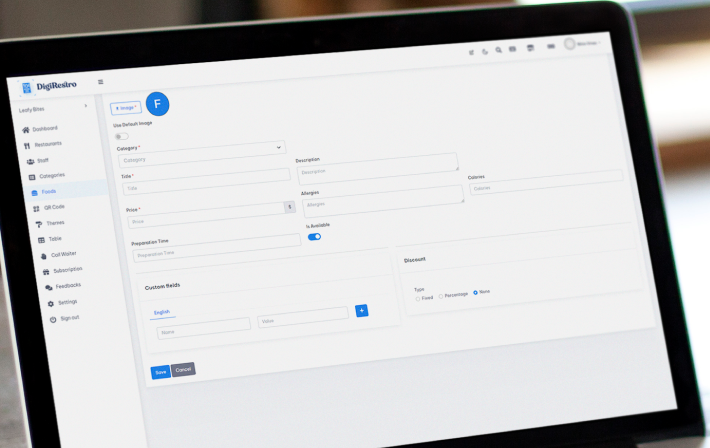 DigiRestro
Leafy Bites
Dashboard
Restaurants
Staff
Categories
Foods
QR Code
Themes
Table
Call Waiter
Subscription
Feedbacks
Settings
Sign out
Image *
F
Use Default Image
Category *
Category
Title *
Title
Description
Description
Price *
Price
$
Allergies
Allergies
Calories
Calories
Preparation Time
Preparation Time
Is Available
Custom fields
English
Name
Value
+
Discount
Type
Fixed
Percentage
None
Save
Cancel